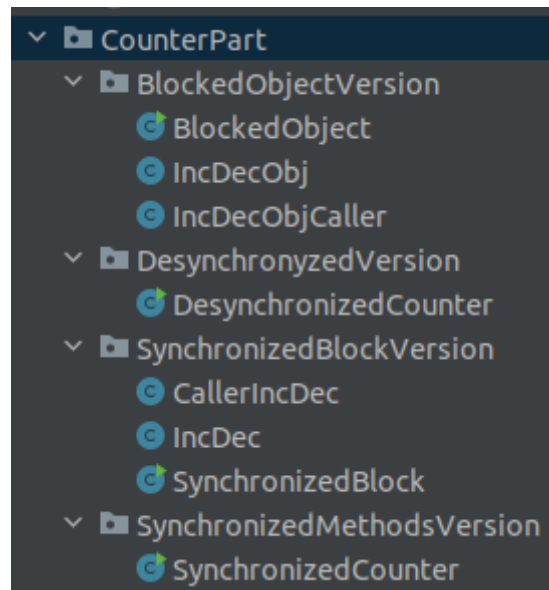 CounterPart
BlockedObjectVersion
BlockedObject
IncDecObj
IncDecObjCaller
DesynchronyzedVersion
DesynchronizedCounter
SynchronizedBlockVersion
CallerIncDec
IncDec
SynchronizedBlock
SynchronizedMethodsVersion
SynchronizedCounter